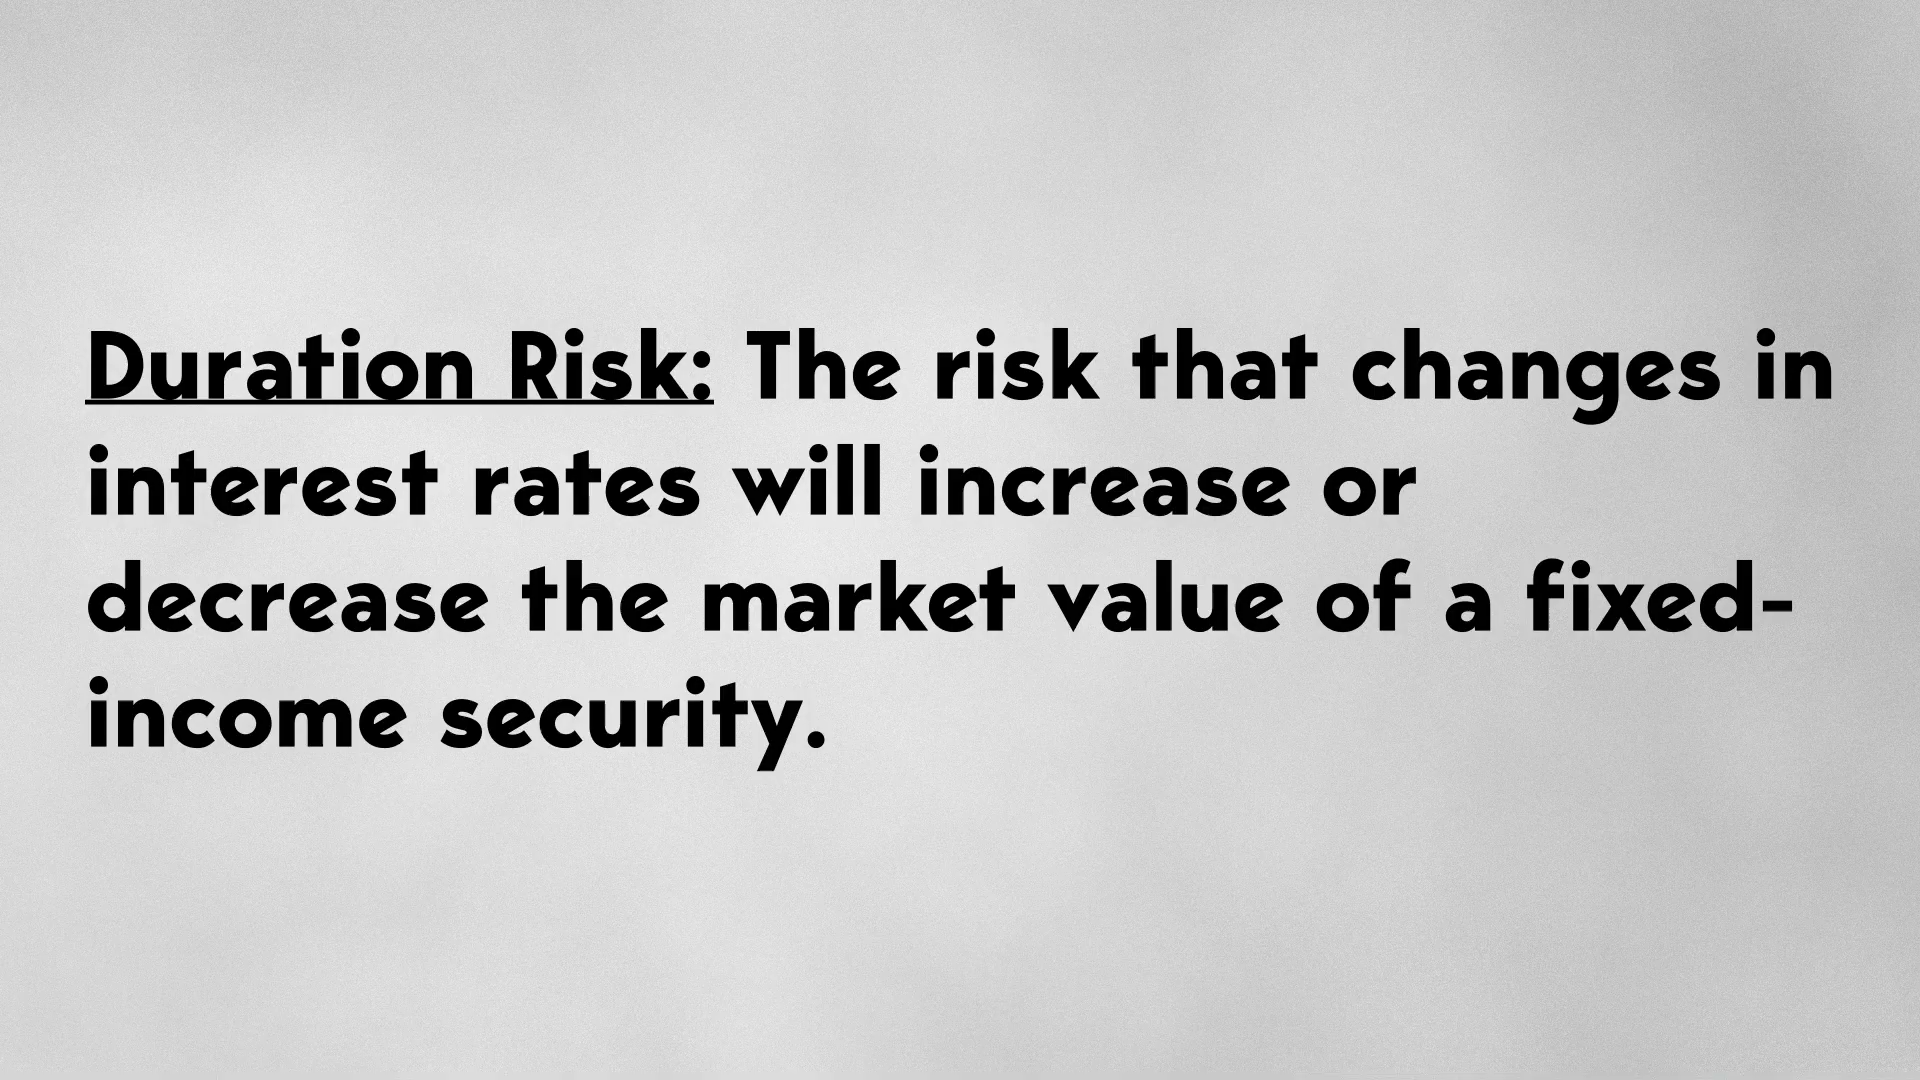 Duration Risk: The risk that changes in
interest rates will increase or
decrease the market value of a fixed-
income security.